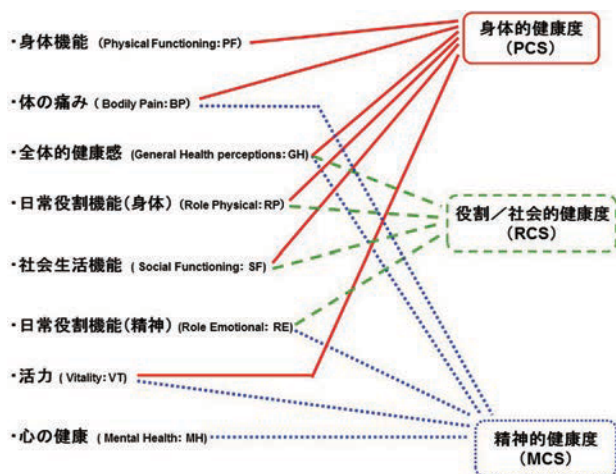 ・身体機能 (Physical Functioning: PF)
・体の痛み ( Bodily Pain: BP)
・全体的健康感 (General Health perceptions: GH)
・日常役割機能(身体) (Role Physical: RP)
・社会生活機能 ( Social Functioning: SF)
・日常役割機能(精神) (Role Emotional: RE)
・活力 ( Vitality: VT)
・心の健康 ( Mental Health: MH)
身体的健康度
(PCS)
役割/社会的健康度
(RCS)
精神的健康度
(MCS)